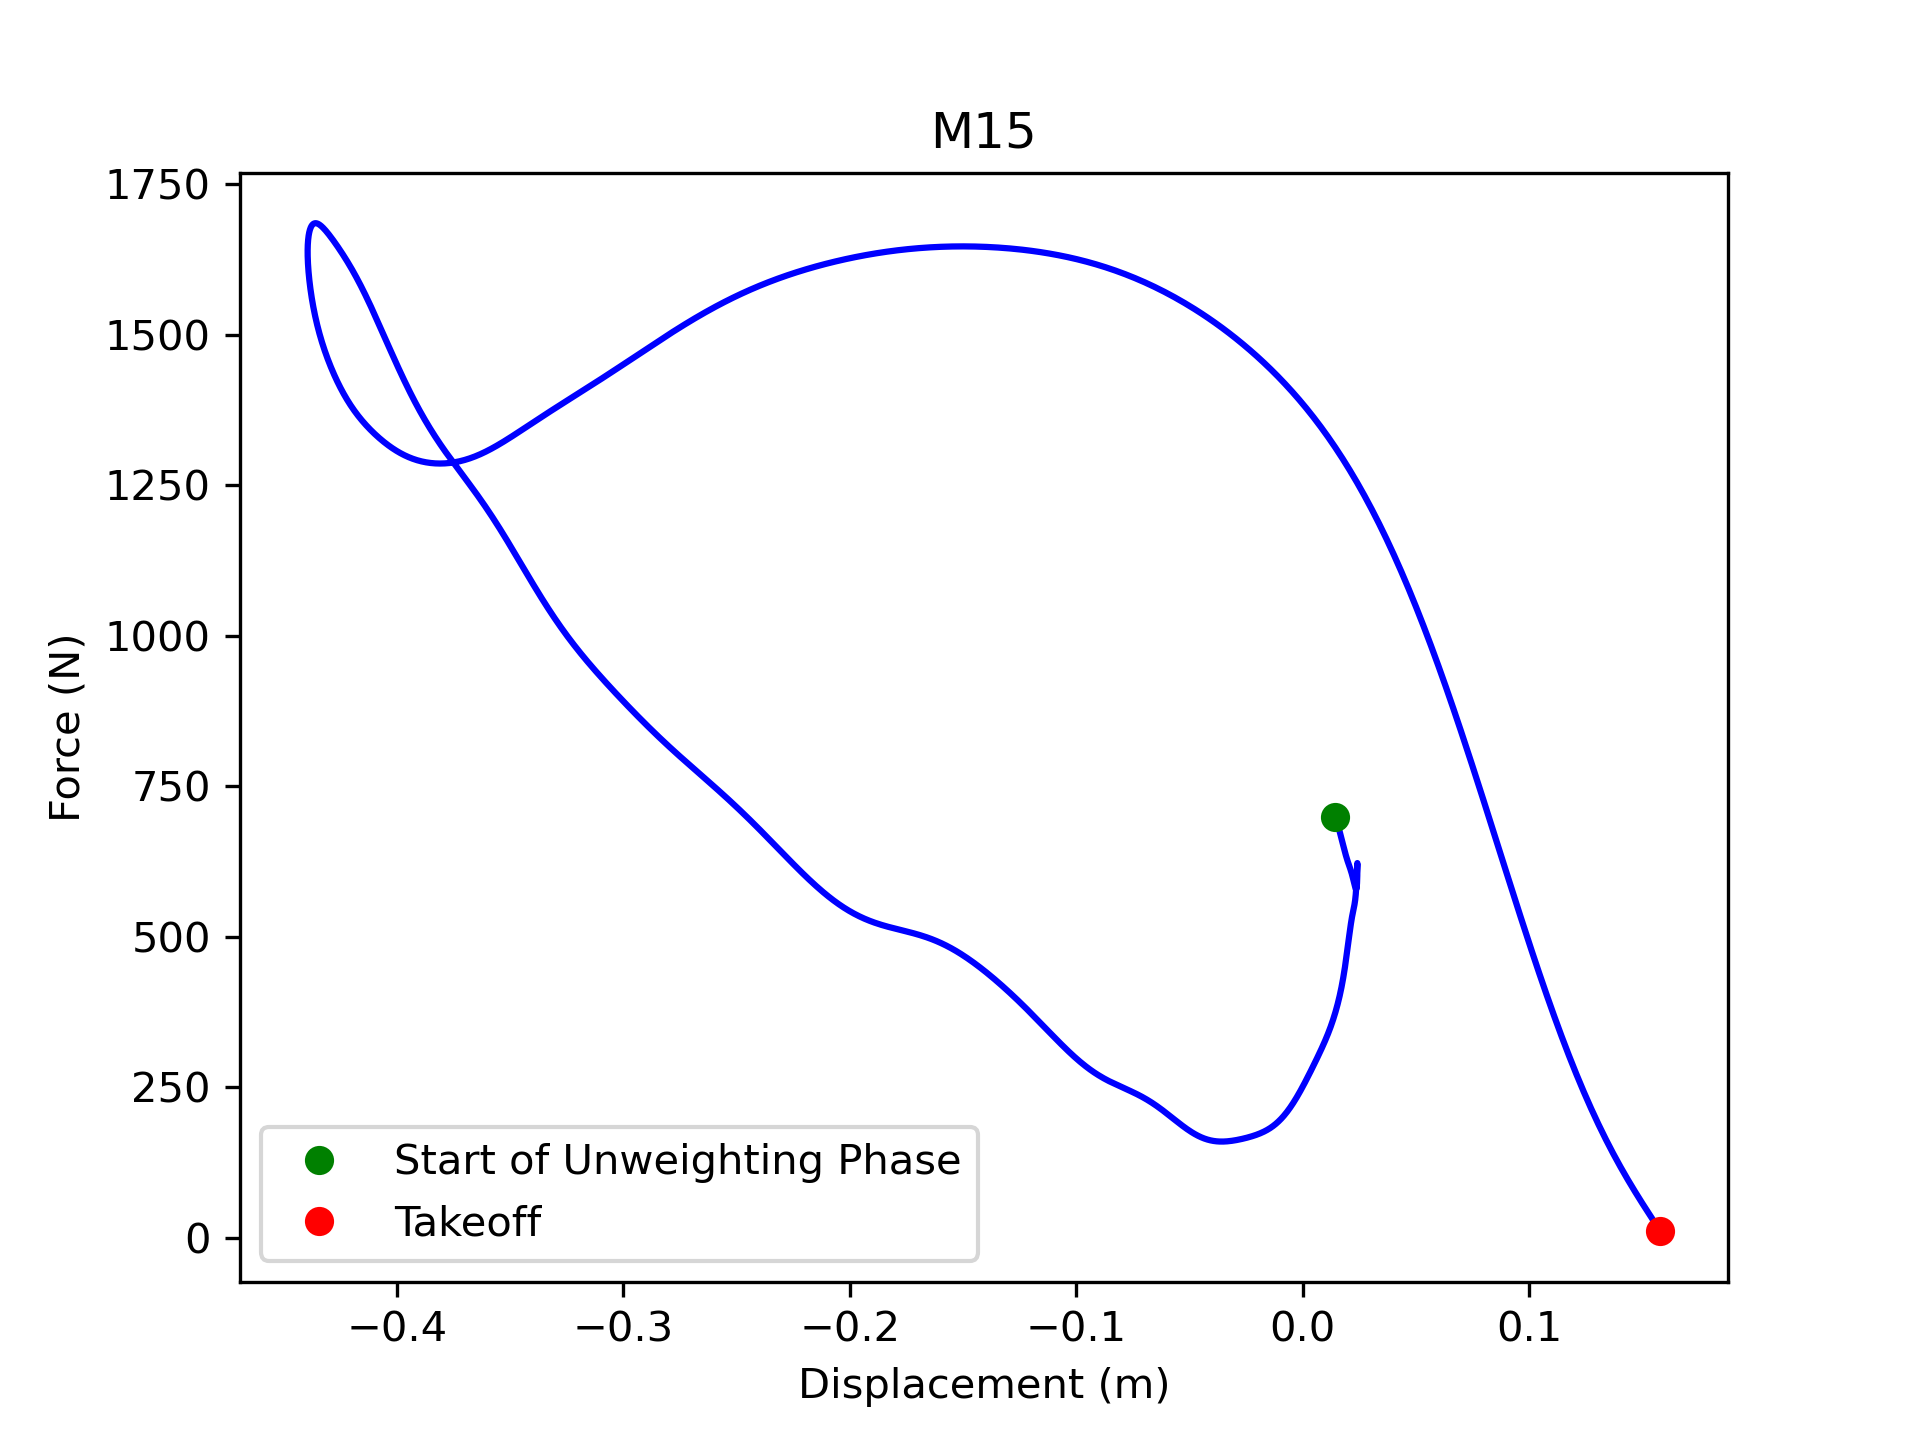 M15
1750
1500
1250
1000
750
500
250
0
Force (N)
Start of Unweighting Phase
Takeoff
−0.4 −0.3 −0.2 −0.1 0.0 0.1
Displacement (m)